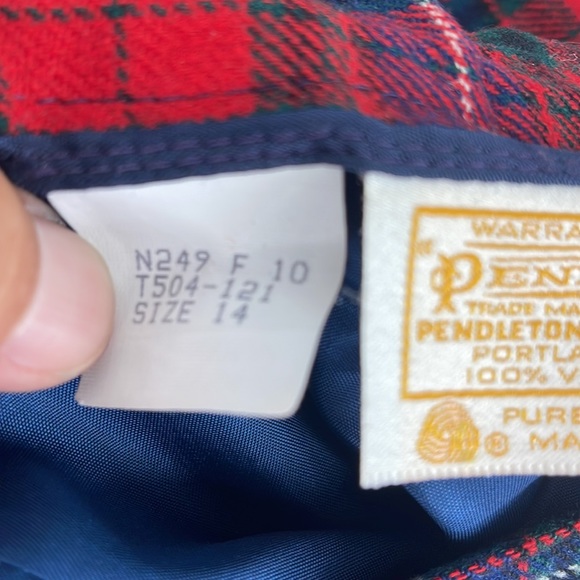 N249 F 10
T504-121
SIZE 14
WARRA
PEN
TRADE MA
PENDLETON
PORTLA
100% V
PURE
® MA